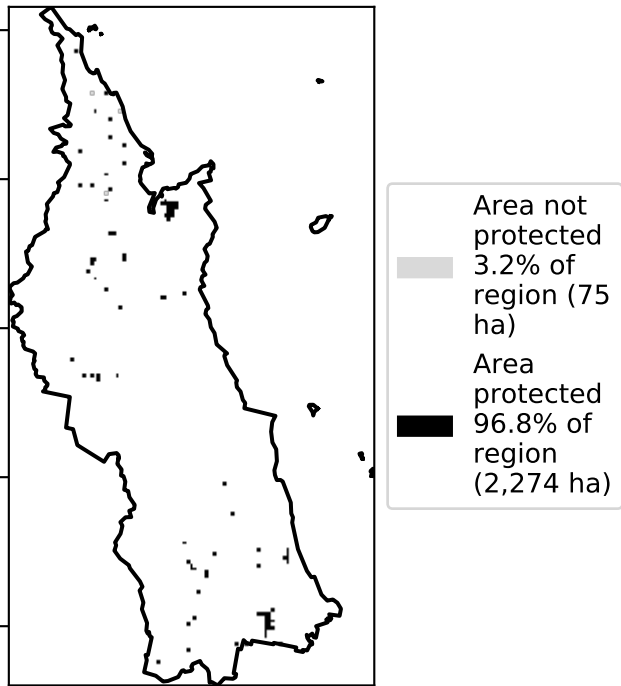 Area not
protected
3.2% of
region (75
ha)
Area
protected
96.8% of
region
(2,274 ha)